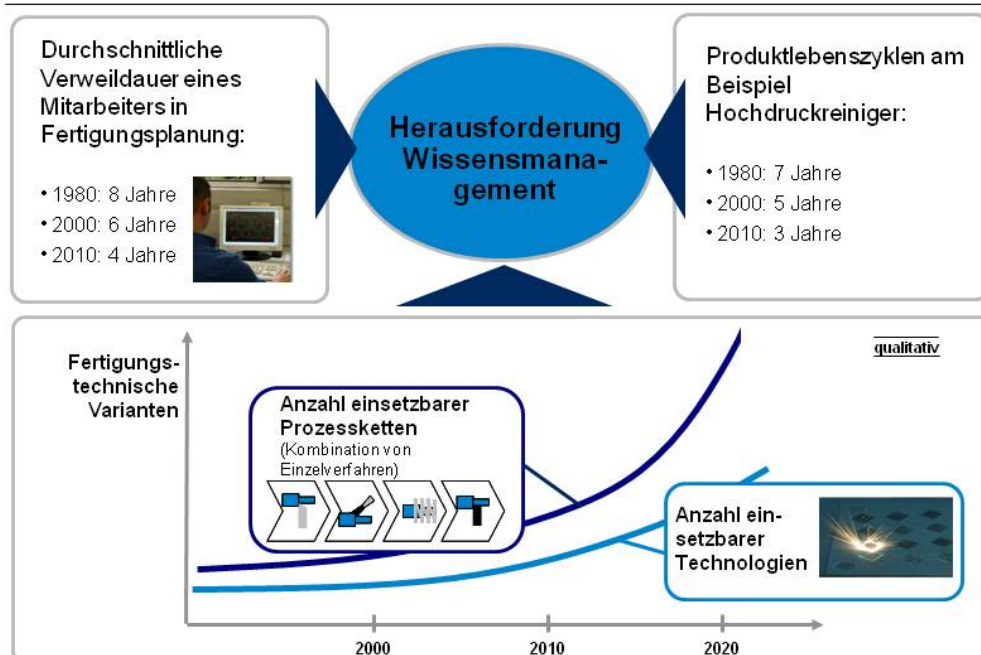 Durchschnittliche
Verweildauer eines
Mitarbeiters in
Fertigungsplanung:
• 1980: 8 Jahre
• 2000: 6 Jahre
• 2010: 4 Jahre
Herausforderung
Wissensmana-
gement
Produktlebenszyklen am
Beispiel
Hochdruckreiniger:
• 1980: 7 Jahre
• 2000: 5 Jahre
• 2010: 3 Jahre
Fertigungs-
technische
Varianten
qualitativ
Anzahl einsetzbarer
Prozessketten
(Kombination von
Einzelverfahren)
Anzahl ein-
setzbarer
Technologien
2000
2010
2020